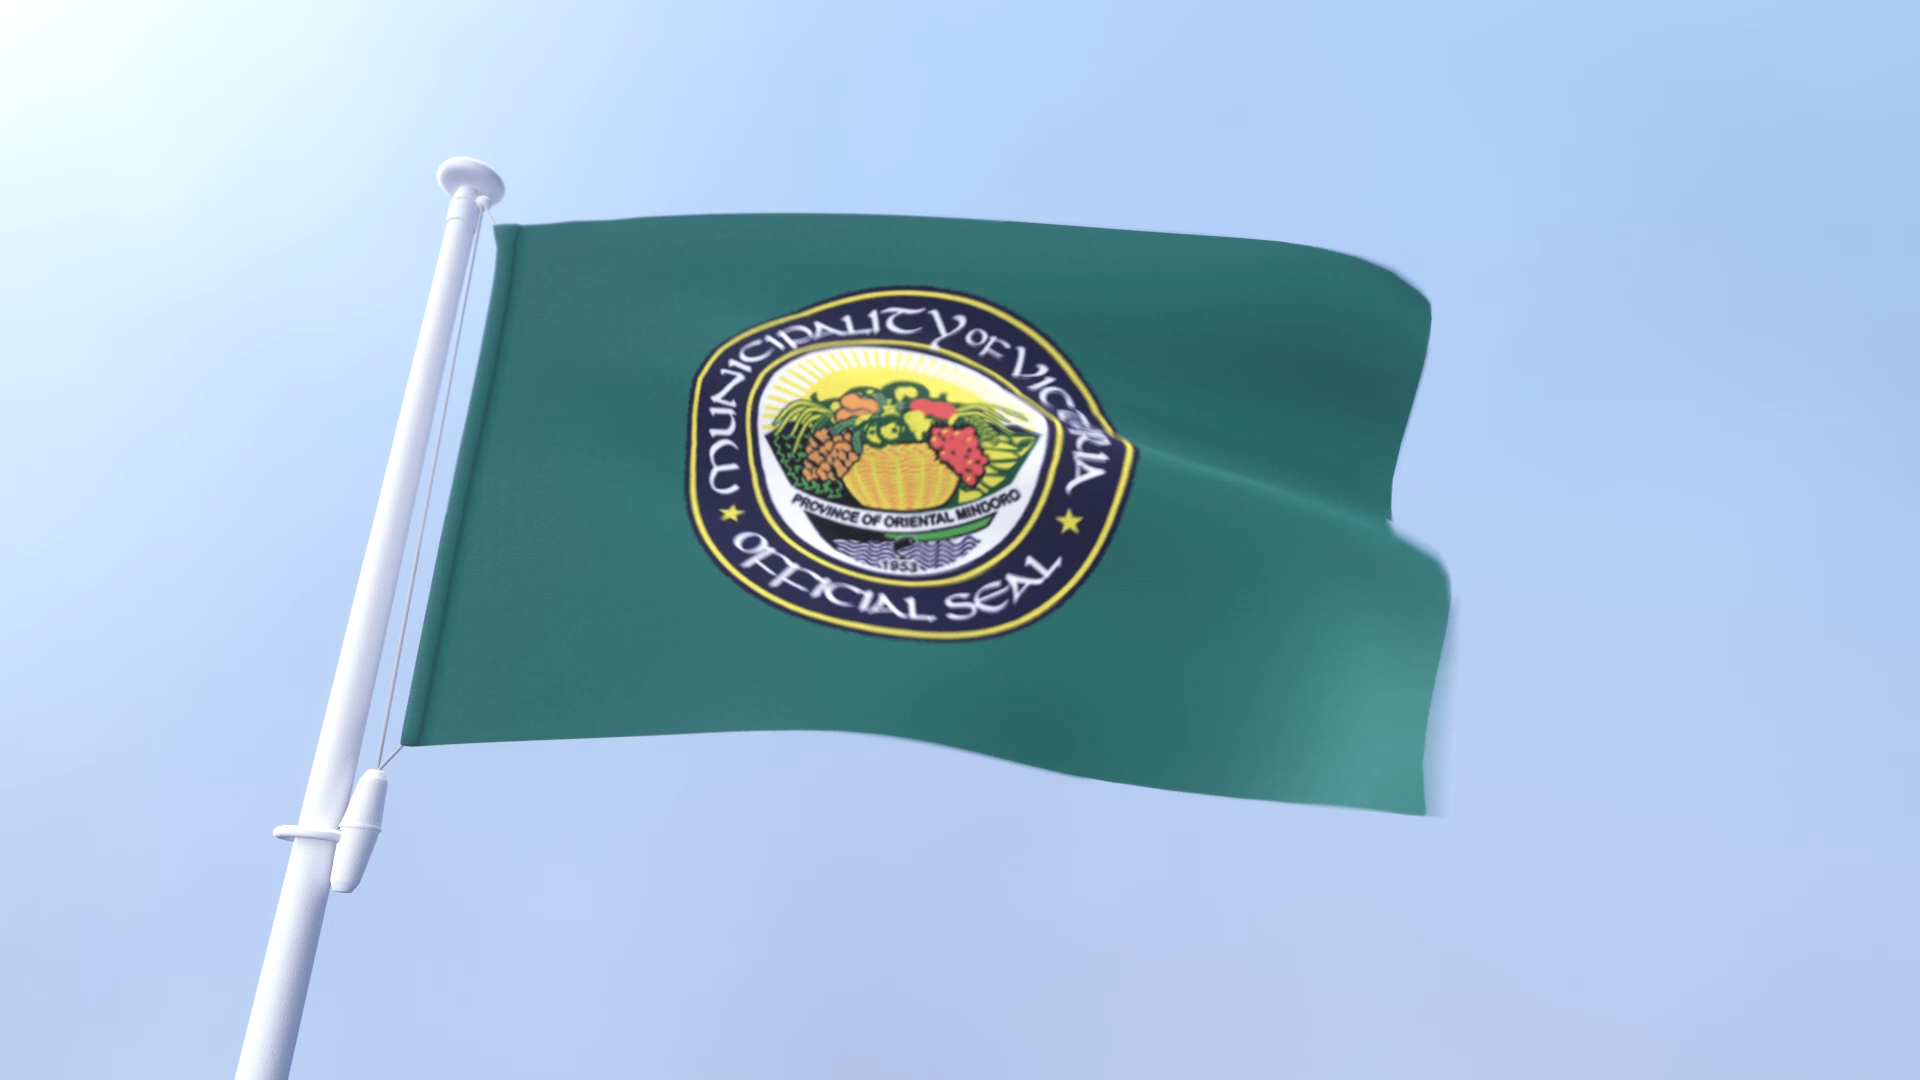 MUNICIPALITY OF VICTORIA
PROVINCE OF ORIENTAL MINDORO
1953
OFFICIAL SEAL